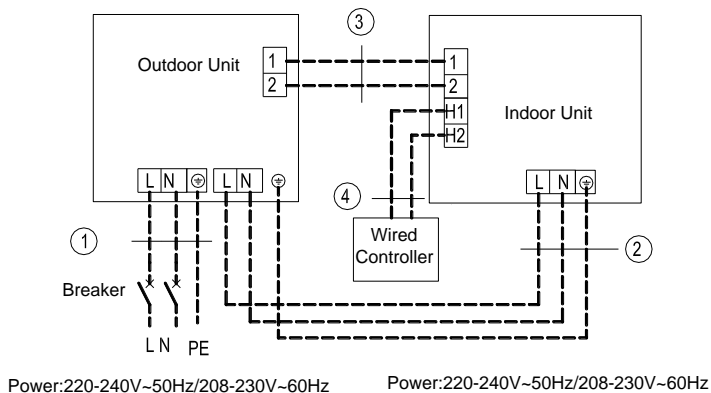 ③
Outdoor Unit
1
2
1
2
H1
H2
Indoor Unit
L N ⏚ L N ⏚
L N ⏚
④
①
Wired
Controller
②
Breaker
L N PE
Power:220-240V~50Hz/208-230V~60Hz
Power:220-240V~50Hz/208-230V~60Hz